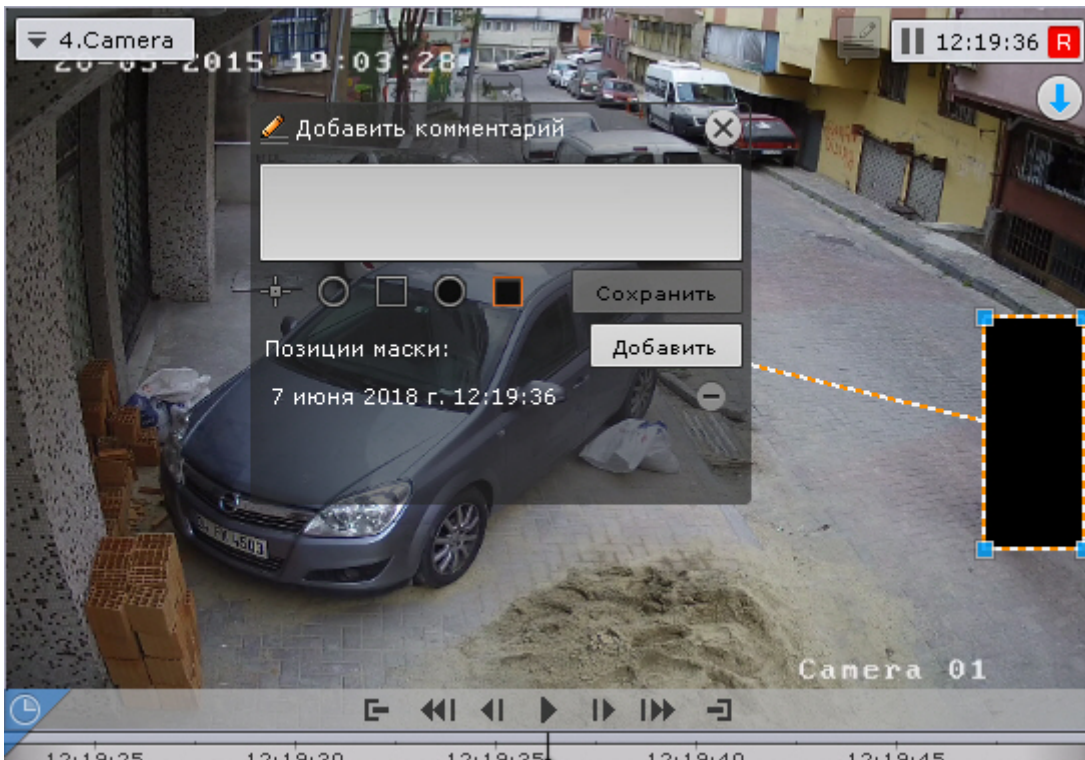 4.Camera
12:19:36 R
2015 19:03:28
Добавить комментарий
Сохранить
Позиции маски:
Добавить
7 июня 2018 г. 12:19:36
Camera 01
12:19:25 12:19:30 12:19:35 12:19:40 12:19:45